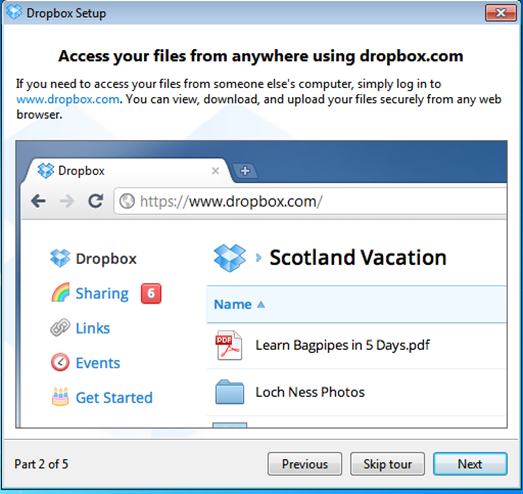 Dropbox Setup
Access your files from anywhere using dropbox.com
If you need to access your files from someone else's computer, simply log in to
www.dropbox.com. You can view, download, and upload your files securely from any web
browser.
Dropbox
https://www.dropbox.com/
Dropbox
Scotland Vacation
Sharing 6
Name
Links
PDF
Learn Bagpipes in 5 Days.pdf
Events
Loch Ness Photos
Get Started
Part 2 of 5
Previous
Skip tour
Next